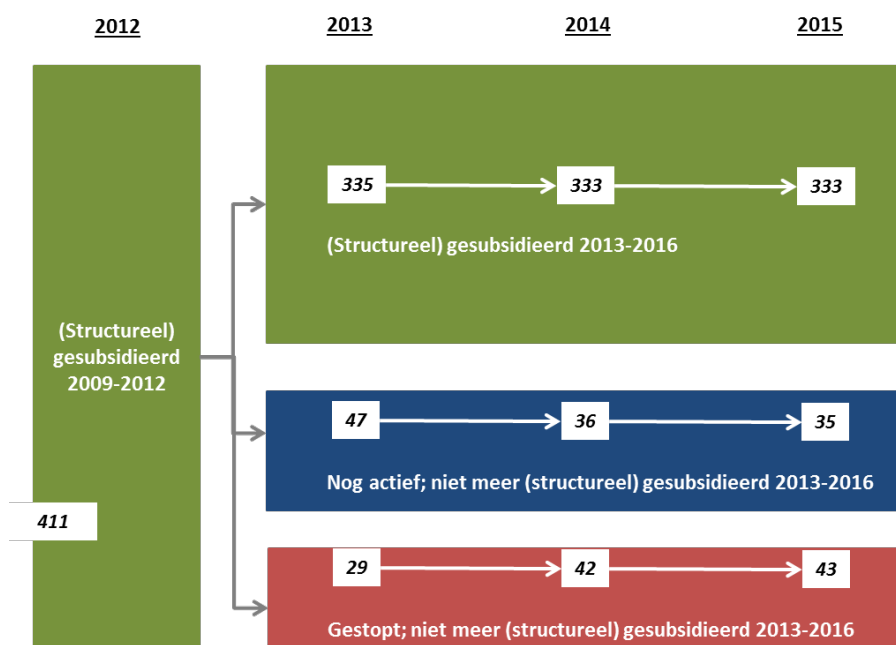 2012 2013 2014 2015
335 333 333
(Structureel) gesubsidieerd 2013-2016
(Structureel)
gesubsidieerd
2009-2012
411
47 36 35
Nog actief; niet meer (structureel) gesubsidieerd 2013-2016
29 42 43
Gestopt; niet meer (structureel) gesubsidieerd 2013-2016